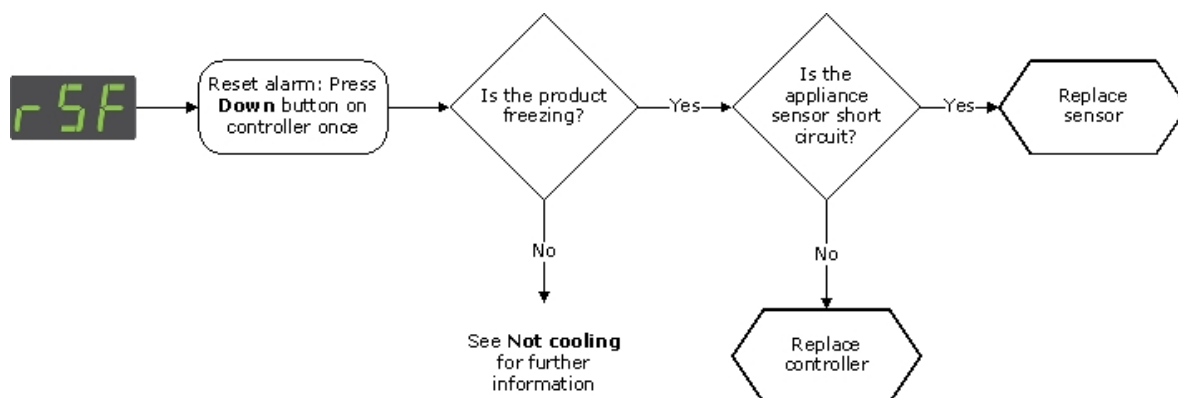 rSF
Reset alarm: Press
Down button on
controller once
Is the product
freezing?
Yes
Is the
appliance
sensor short
circuit?
Yes
Replace
sensor
No
See Not cooling
for further
information
No
Replace
controller